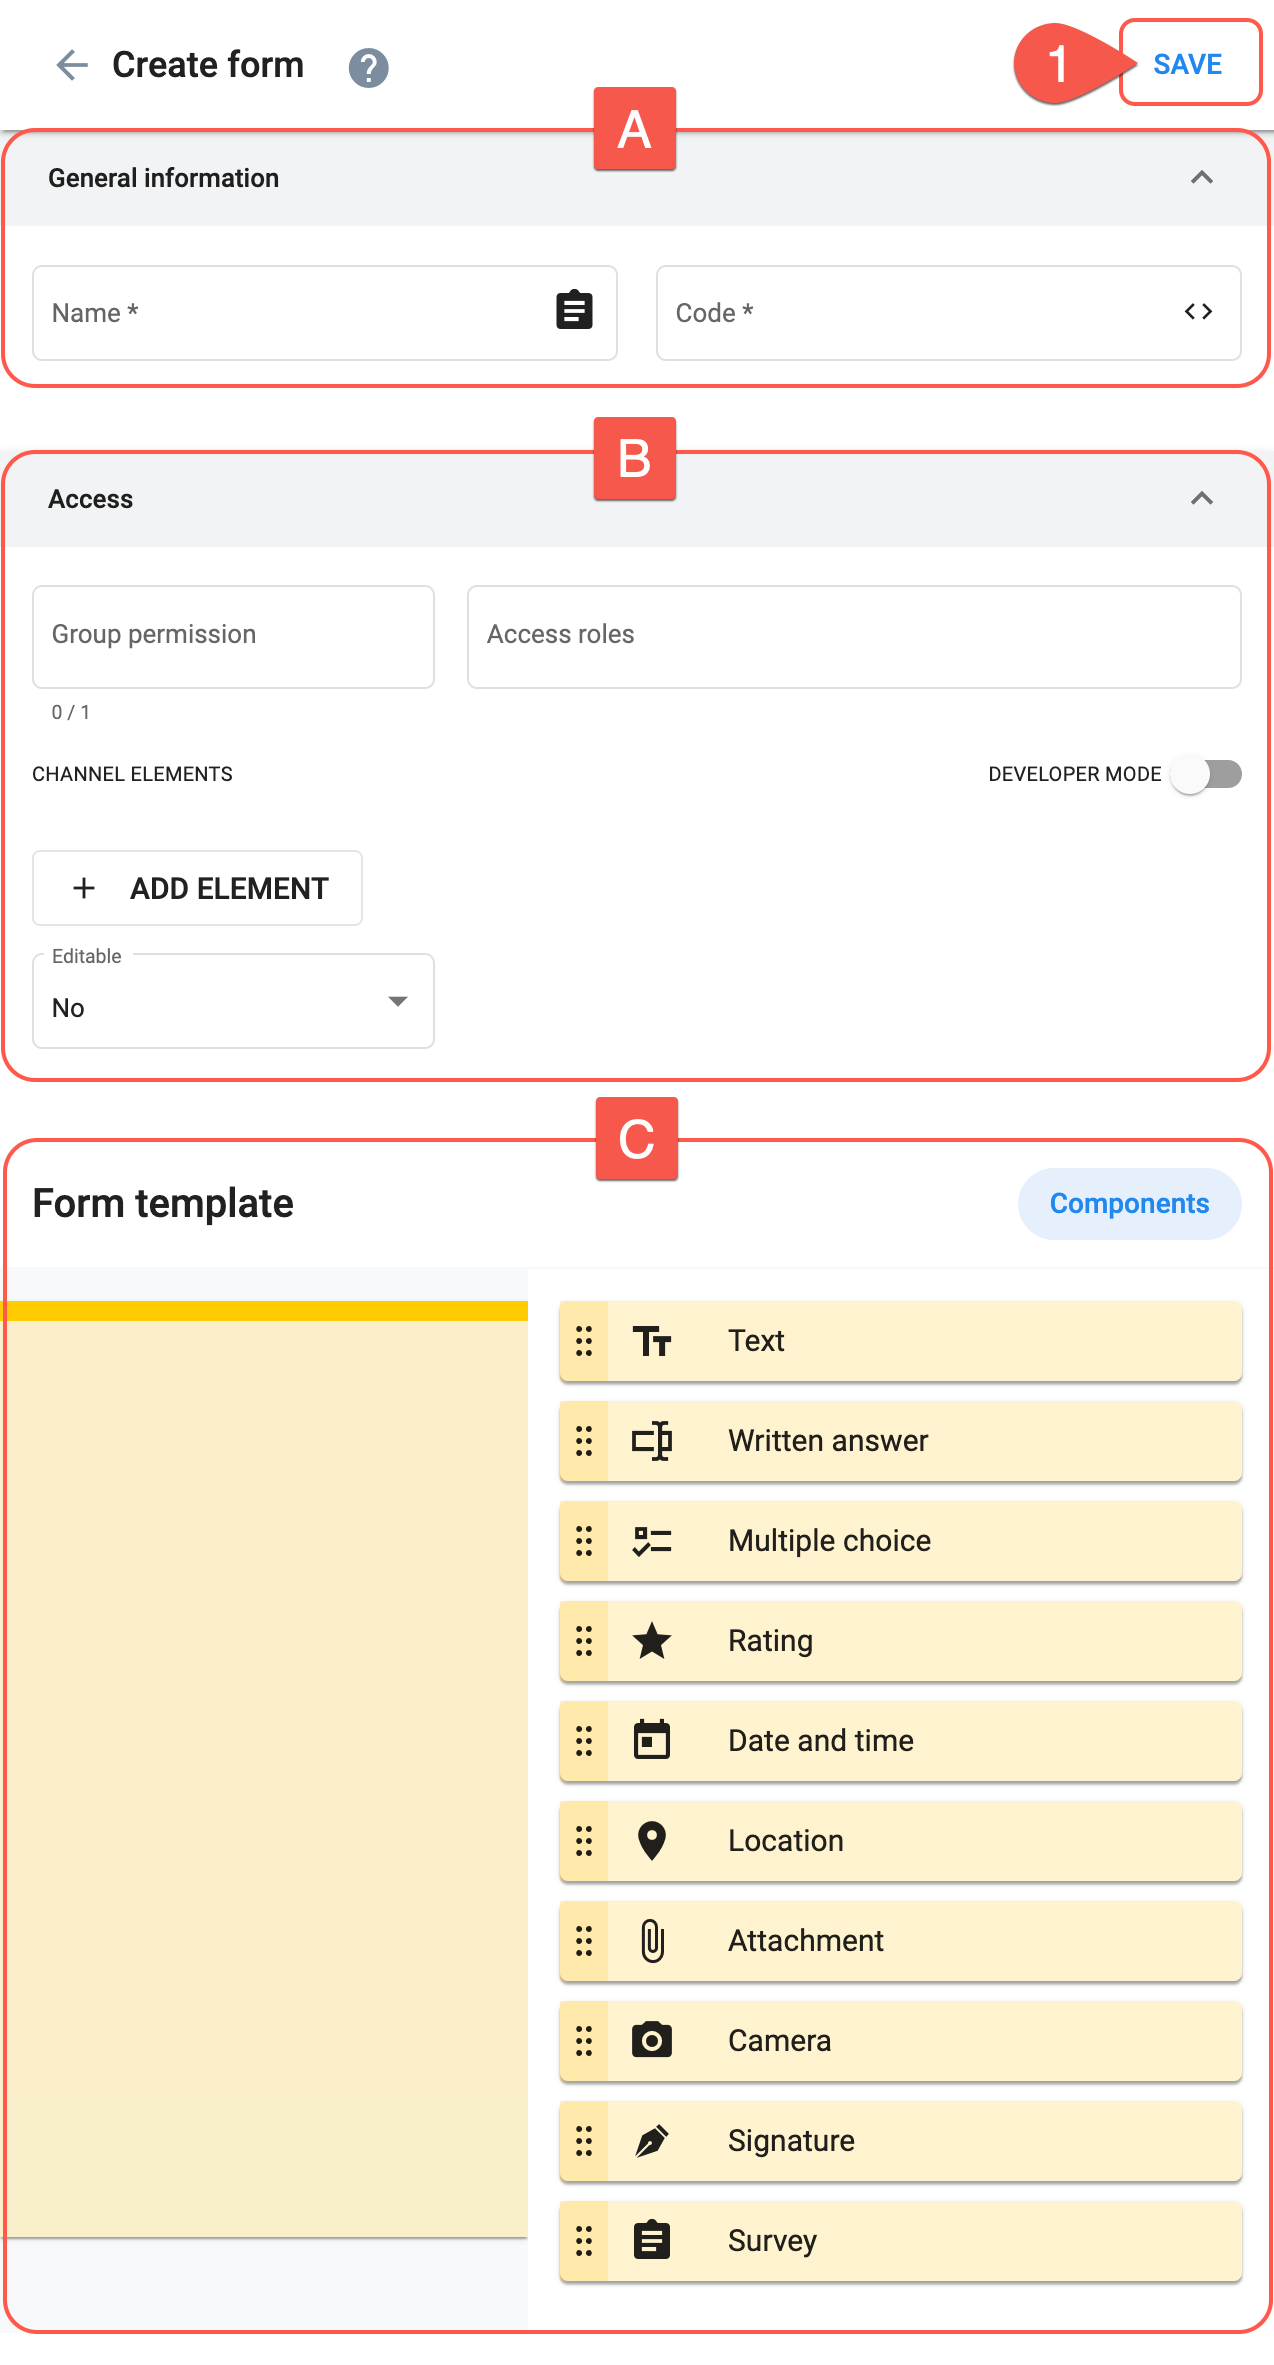 Create form ?
1 SAVE
A
General information
Name *
Code *
B
Access
Group permission
Access roles
0 / 1
CHANNEL ELEMENTS
DEVELOPER MODE
+ ADD ELEMENT
Editable
No
C
Form template
Components
Text
Written answer
Multiple choice
Rating
Date and time
Location
Attachment
Camera
Signature
Survey